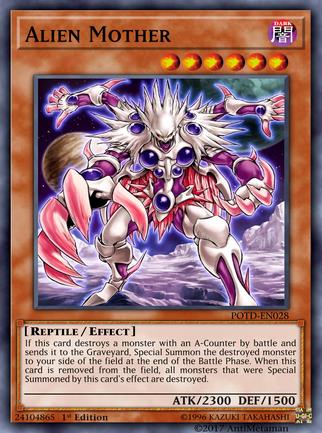 Alien Mother
DARK
闇
POTD-EN028
[Reptile / Effect]
If this card destroys a monster with an A-Counter by battle and
sends it to the Graveyard, Special Summon the destroyed monster
to your side of the field at the end of the Battle Phase. When this
card is removed from the field, all monsters that were Special
Summoned by this card's effect are destroyed.
ATK/2300 DEF/1500
24104865 1st Edition ©1996 KAZUKI TAKAHASHI
©2017 AntiMetaman